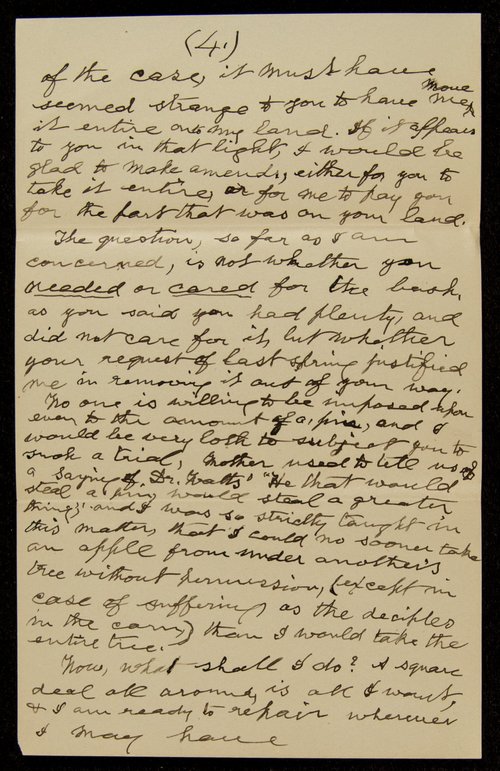 (4.)
of the case, it must have
seemed strange to you to have me move
it entire onto my land. If it appears
to you in that light, I would be
glad to make amends, either for you to
take it entire, or for me to pay you
for the part that was on your land.
The question, so far as I am
concerned, is not whether you
needed or cared for the bush,
as you said you had plenty, and
did not care for it, but whether
your request of last spring justified
me in removing it out of your way.
No one is willing to be imposed upon
even to the amount of a pin, and I
would be very loth to subject you to
such a trial, Mother used to tell us
a saying of Dr. Watts' "He that would
steal a pin, would steal a greater
thing", and I was so strictly taught in
this matter, that I could no sooner take
an apple from under another's
tree without permission, (except in
case of suffering, as the deciples
in the corn,) than I would take the
entire tree.
Now, what shall I do? A square
deal all around, is all I want,
& I am ready to repair wherever
I may have